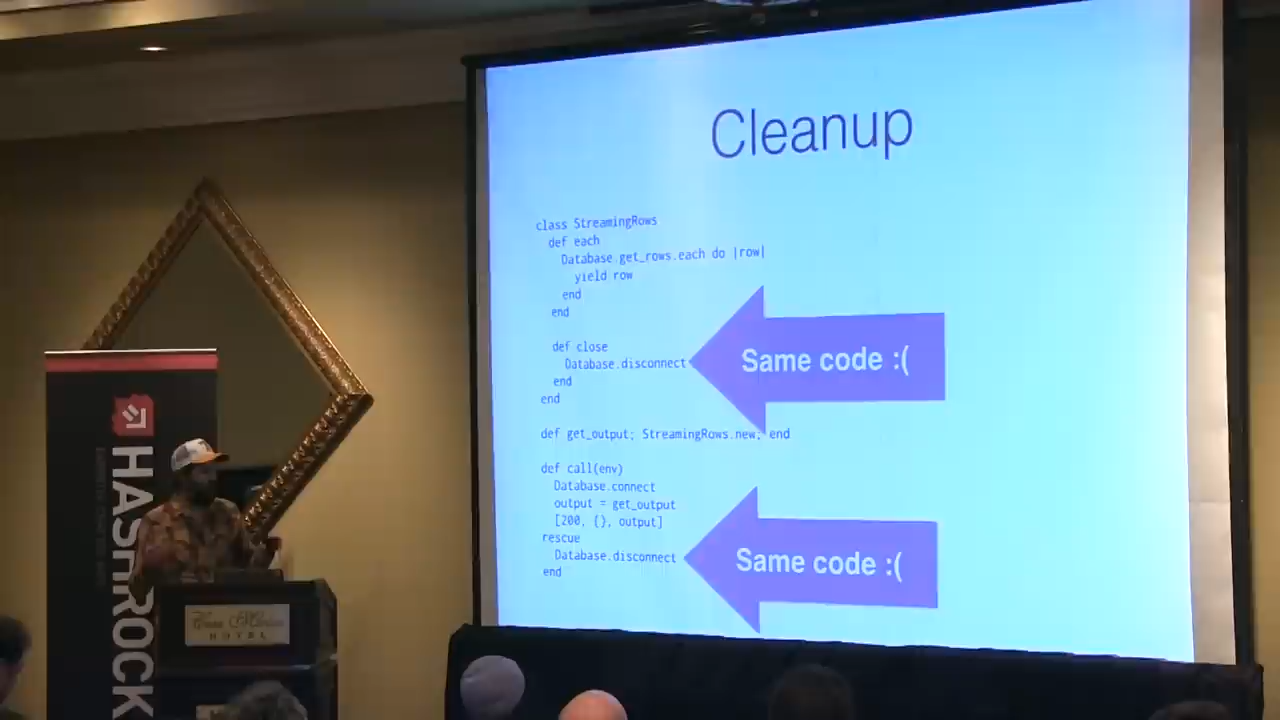 Cleanup
class StreamingRows
def each
Database.get_rows.each do |row|
yield row
end
end
def close
Database.disconnect
end
end
Same code :(
def get_output; StreamingRows.new; end
def call(env)
Database.connect
output = get_output
[200, {}, output]
rescue
Database.disconnect
end
Same code :(
HASHROCK
HOTEL